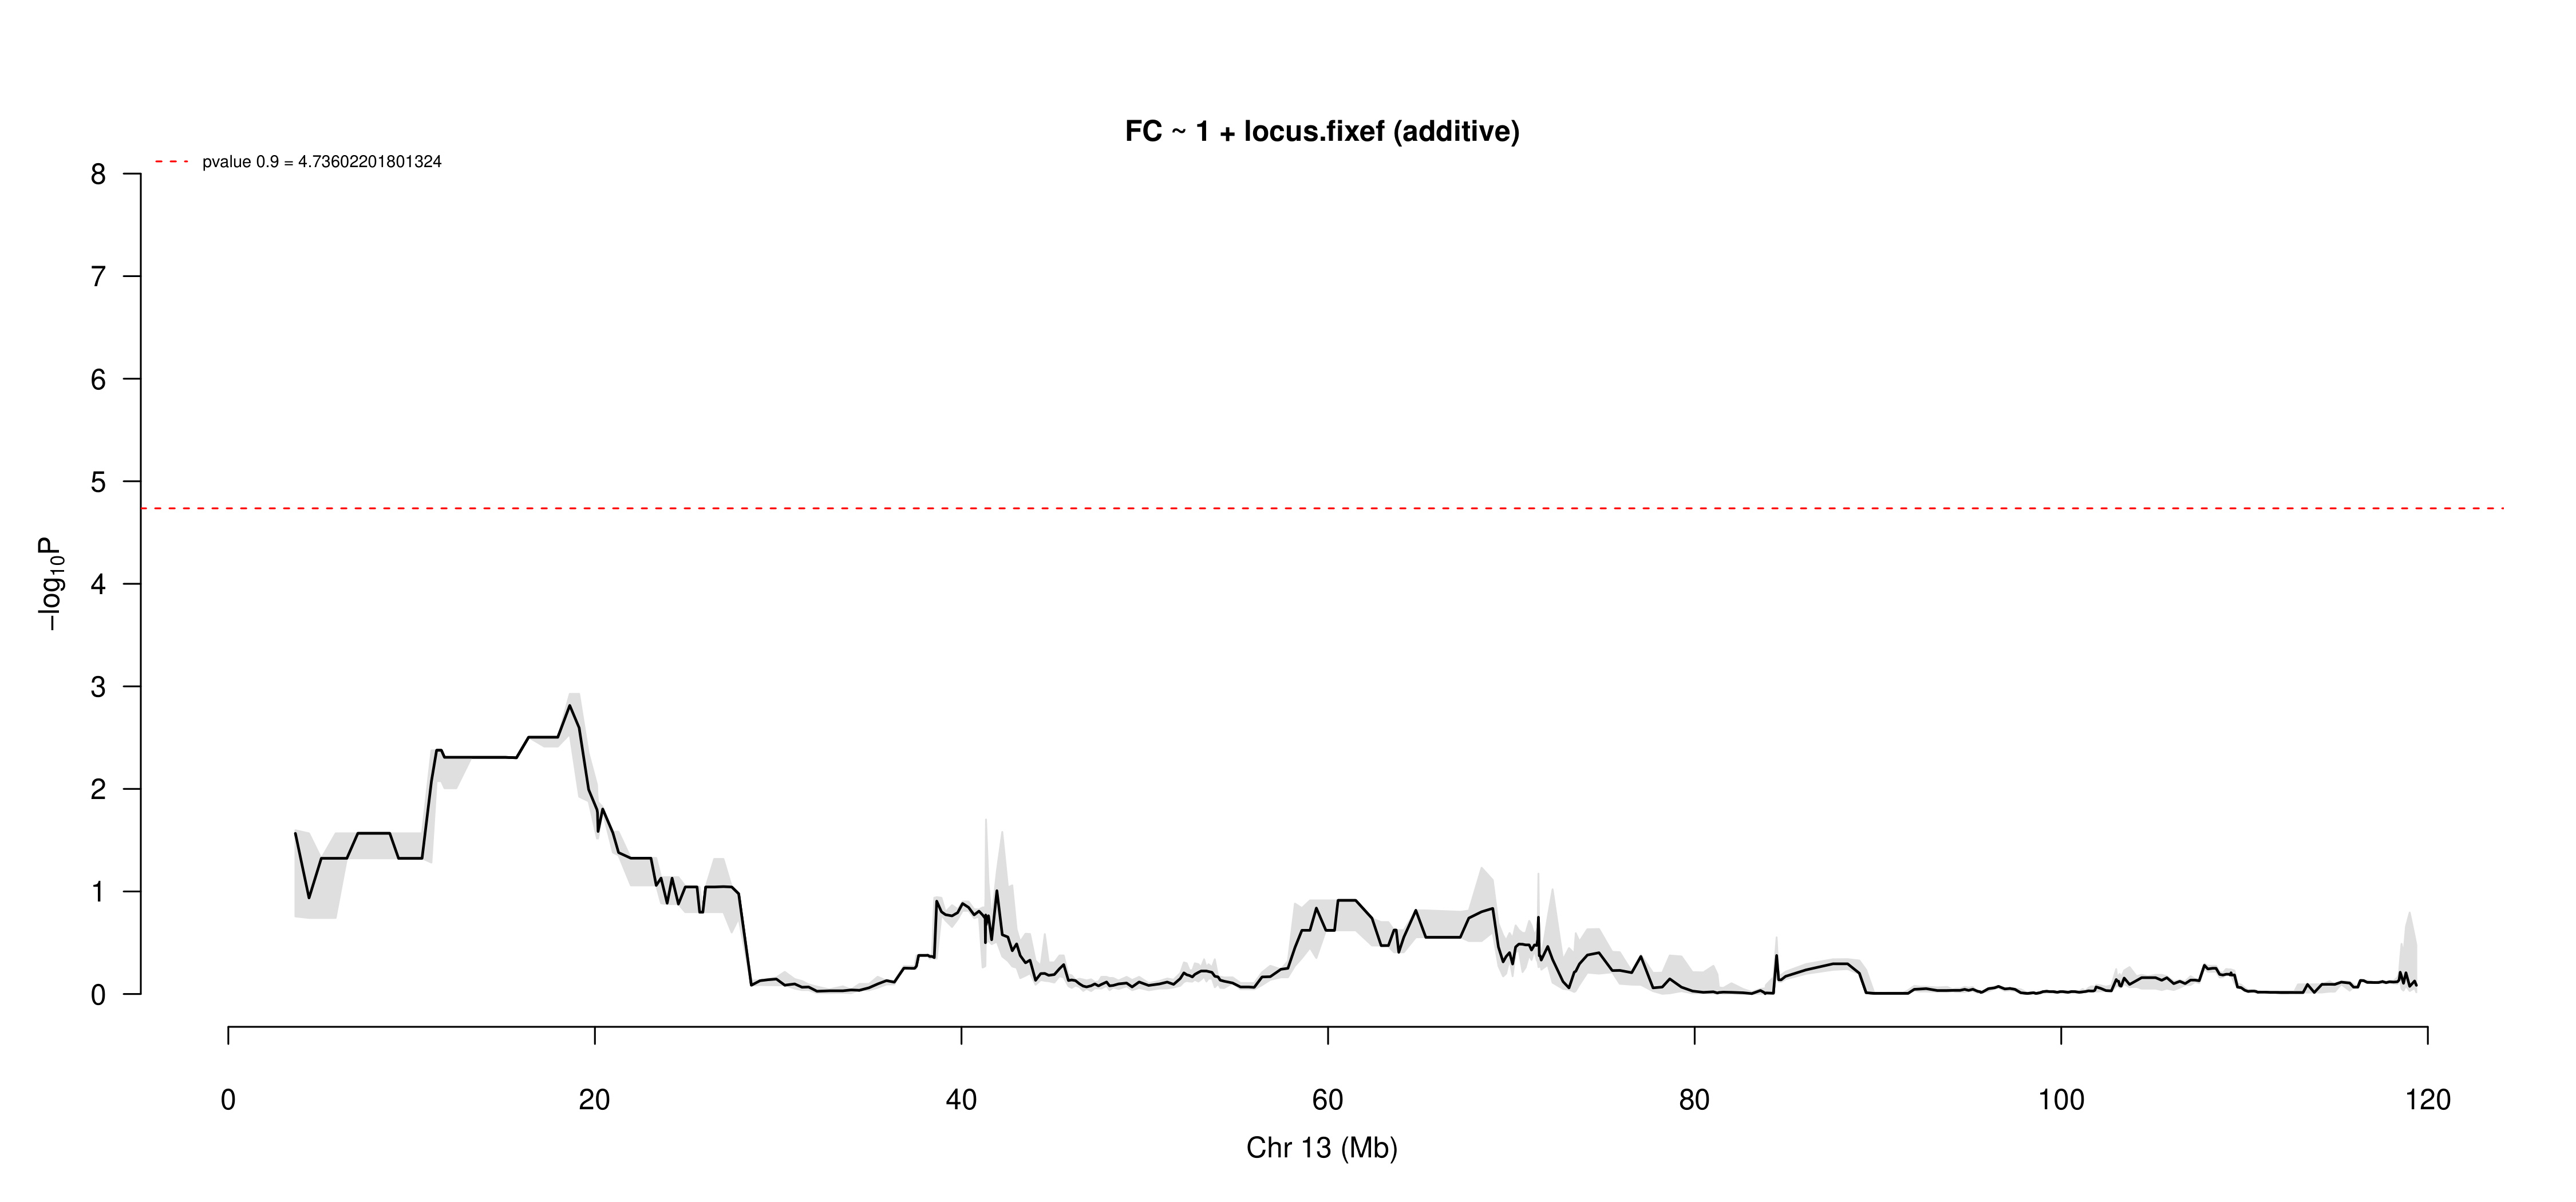 FC ~ 1 + locus.fixef (additive)
pvalue 0.9 = 4.73602201801324
8
7
6
5
4
3
2
1
0
−log10P
0 20 40 60 80 100 120
Chr 13 (Mb)